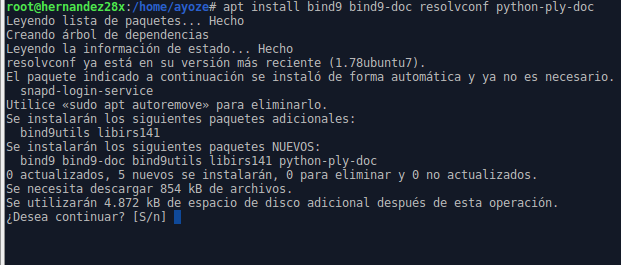 root@hernandez28x:/home/ayoze# apt install bind9 bind9-doc resolvconf python-ply-doc
Leyendo lista de paquetes... Hecho
Creando árbol de dependencias
Leyendo la información de estado... Hecho
resolvconf ya está en su versión más reciente (1.78ubuntu7).
El paquete indicado a continuación se instaló de forma automática y ya no es necesario.
  snapd-login-service
Utilice «sudo apt autoremove» para eliminarlo.
Se instalarán los siguientes paquetes adicionales:
  bind9utils libirs141
Se instalarán los siguientes paquetes NUEVOS:
  bind9 bind9-doc bind9utils libirs141 python-ply-doc
0 actualizados, 5 nuevos se instalarán, 0 para eliminar y 0 no actualizados.
Se necesita descargar 854 kB de archivos.
Se utilizarán 4.872 kB de espacio de disco adicional después de esta operación.
¿Desea continuar? [S/n]